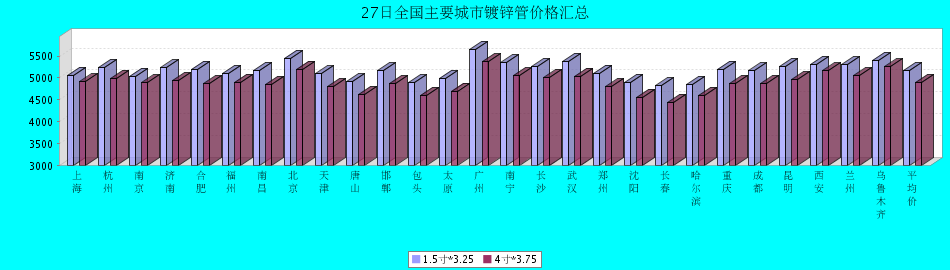 27日全国主要城市镀锌管价格汇总
5500
5000
4500
4000
3500
3000
上海
杭州
南京
济南
合肥
福州
南昌
北京
天津
唐山
邯郸
包头
太原
广州
南宁
长沙
武汉
郑州
沈阳
长春
哈尔滨
重庆
成都
昆明
西安
兰州
乌鲁木齐
平均价
1.5寸*3.25
4寸*3.75